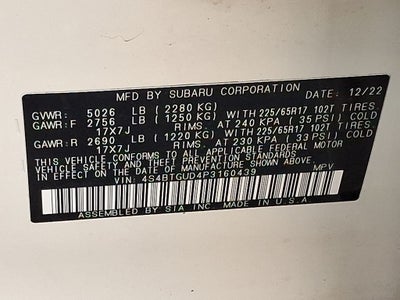 MFD BY SUBARU CORPORATION DATE: 12/22
GVWR: 5026 LB (2280 KG)
GAWR:F 2756 LB (1250 KG) WITH 225/65R17 102T TIRES.
17X7J RIMS. AT 240 KPA ( 35 PSI) COLD
GAWR:R 2690 LB (1220 KG) WITH 225/65R17 102T TIRES.
17X7J RIMS. AT 230 KPA ( 33 PSI) COLD
THIS VEHICLE CONFORMS TO ALL APPLICABLE FEDERAL MOTOR
VEHICLE SAFETY AND THEFT PREVENTION STANDARDS
IN EFFECT ON THE DATE OF MANUFACTURE SHOWN ABOVE.
VIN: 4S4BTGUD4P3160439 MPV
ASSEMBLED BY SIA INC. MADE IN U.S.A